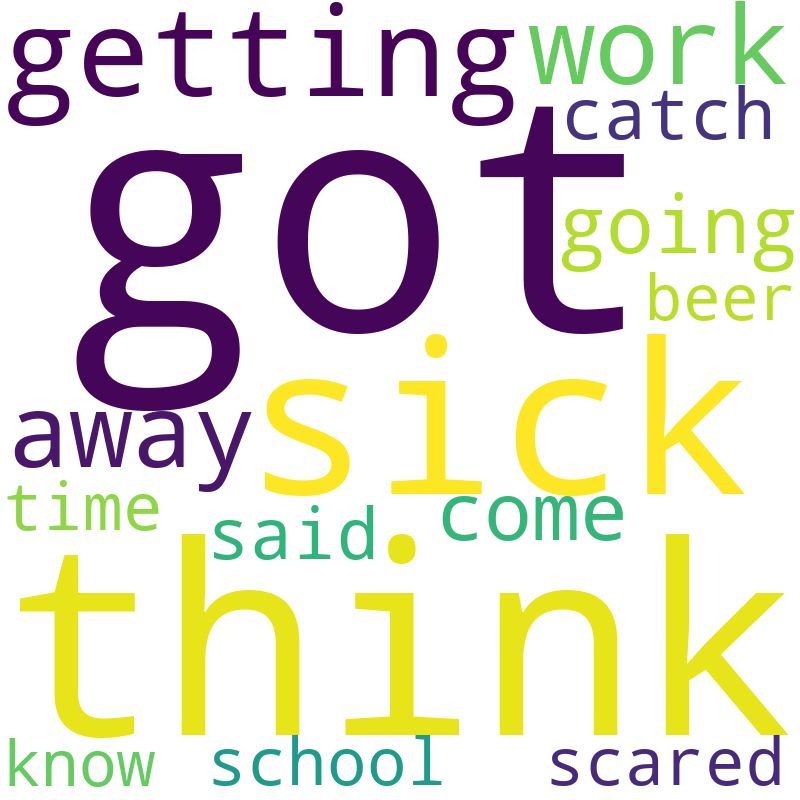 getting work
catch
got
going
beer
sick
away
time
come
said
think
know school scared